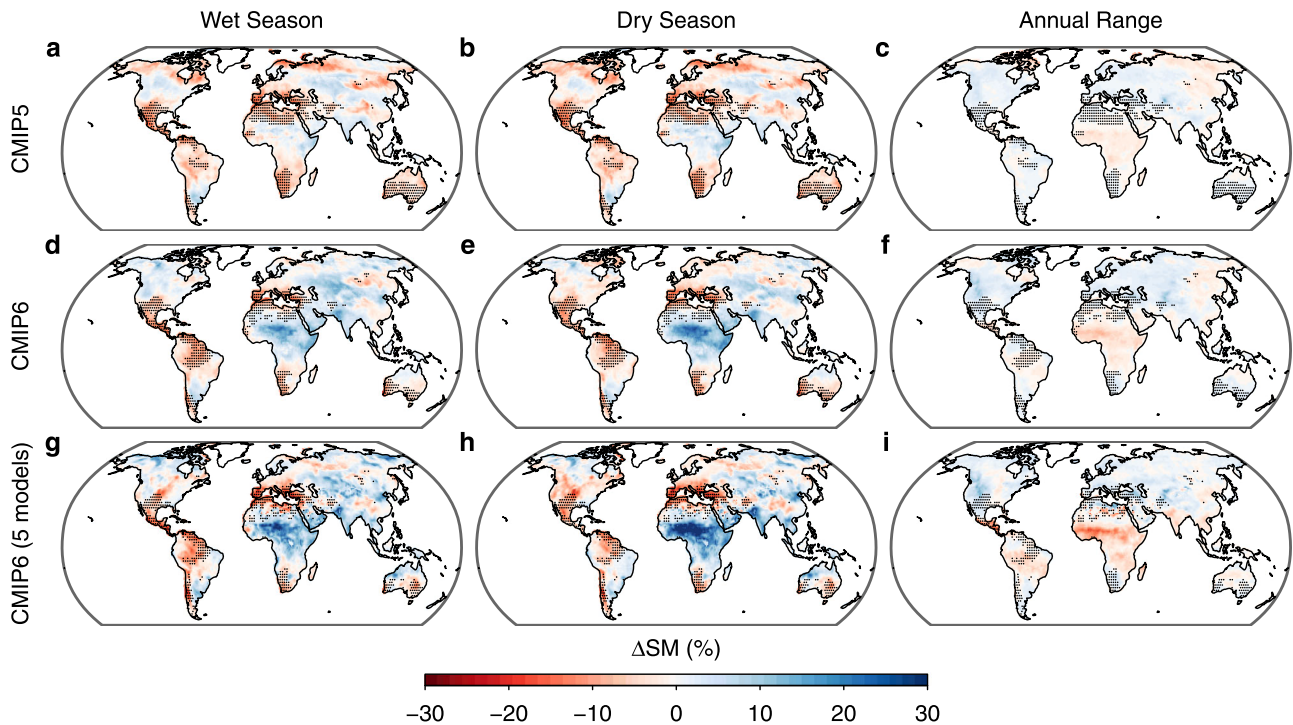 Wet Season Dry Season Annual Range
a b c
CMIP5
d e f
CMIP6
g h i
CMIP6 (5 models)
ΔSM (%)
−30 −20 −10 0 10 20 30